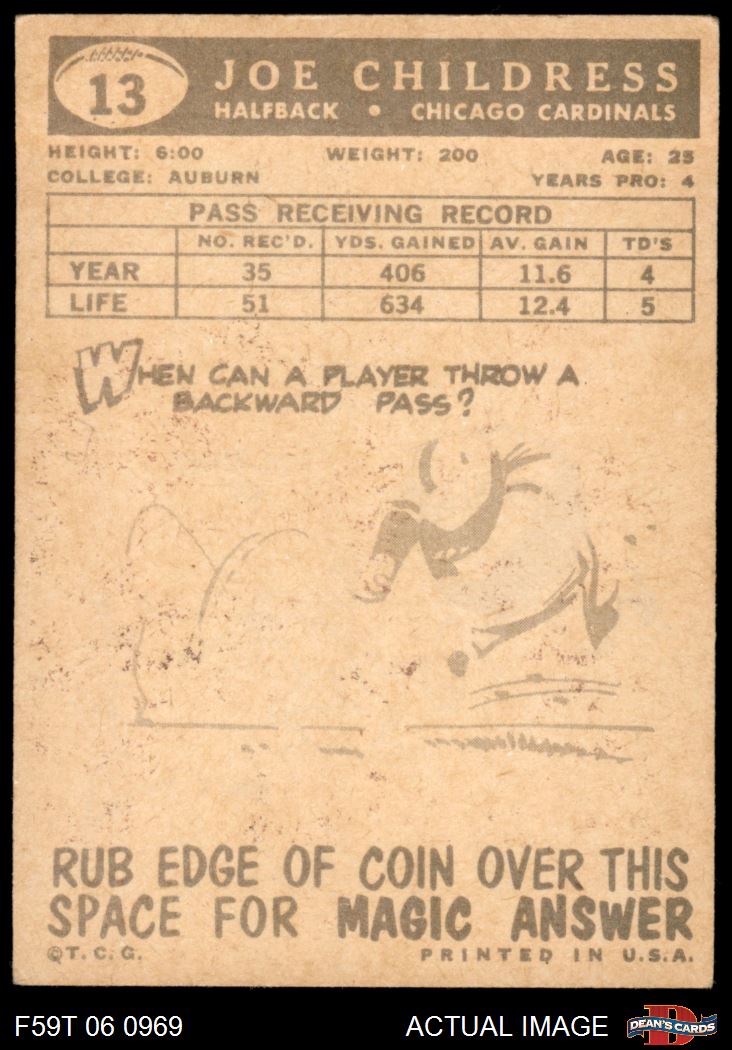 13
JOE CHILDRESS
HALFBACK • CHICAGO CARDINALS
HEIGHT: 6:00 WEIGHT: 200 AGE: 25
COLLEGE: AUBURN YEARS PRO: 4
PASS RECEIVING RECORD
NO. REC'D. YDS. GAINED AV. GAIN TD'S
YEAR 35 406 11.6 4
LIFE 51 634 12.4 5
WHEN CAN A PLAYER THROW A
BACKWARD PASS?
RUB EDGE OF COIN OVER THIS
SPACE FOR MAGIC ANSWER
©T. C. G. PRINTED IN U.S.A.
F59T 06 0969 ACTUAL IMAGE D DEAN'S CARDS